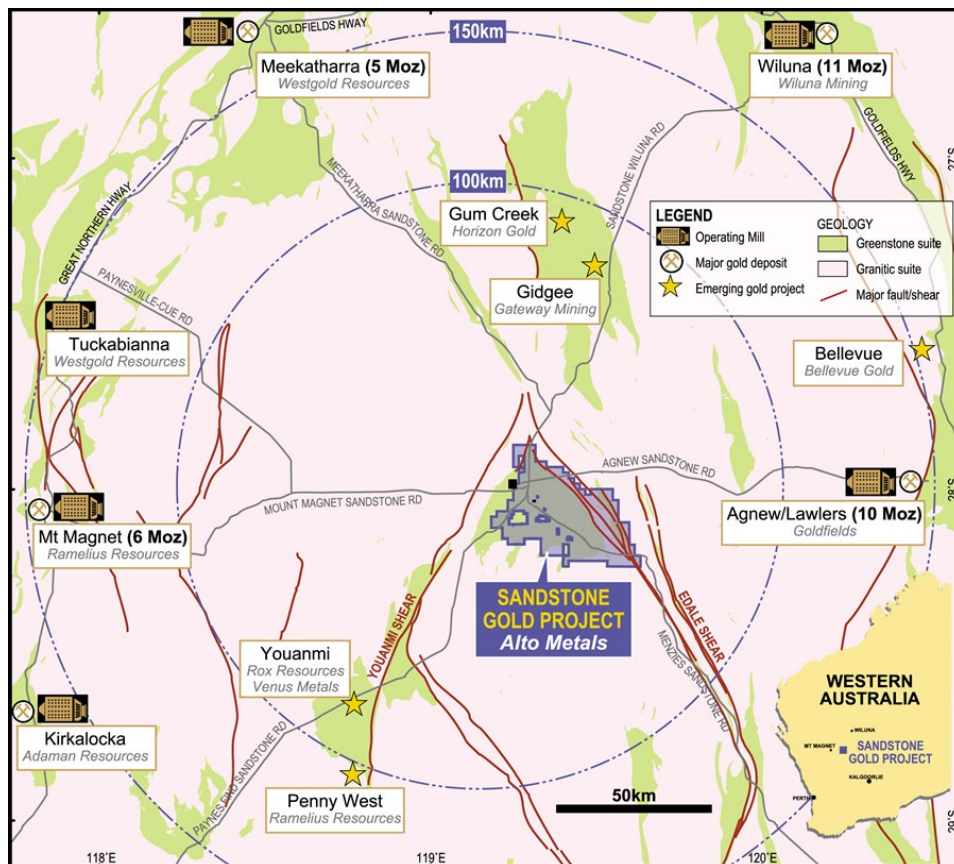 GOLDFIELDS HWY
150km
Meekatharra (5 Moz)
Westgold Resources
Wiluna (11 Moz)
Wiluna Mining
GOLDFIELDS HWY
27°S
SANDSTONE WILUNA RD
MEEKATHARRA SANDSTONE RD
100km
GREAT NORTHERN HWY
Gum Creek
Horizon Gold
LEGEND
Operating Mill
Major gold deposit
Emerging gold project
GEOLOGY
Greenstone suite
Granitic suite
Major fault/shear
PAYNESVILLE-CUE RD
Gidgee
Gateway Mining
Tuckabianna
Westgold Resources
Bellevue
Bellevue Gold
AGNEW SANDSTONE RD
MOUNT MAGNET SANDSTONE RD
28°S
Mt Magnet (6 Moz)
Ramelius Resources
Agnew/Lawlers (10 Moz)
Goldfields
SANDSTONE
GOLD PROJECT
Alto Metals
YOUANMI SHEAR
EDALE SHEAR
MENZIES SANDSTONE RD
Youanmi
Rox Resources
Venus Metals
WESTERN
AUSTRALIA
WILUNA
MT MAGNET
SANDSTONE
GOLD PROJECT
KALGOORLIE
PERTH
Kirkalocka
Adaman Resources
PAYNES FIND SANDSTONE RD
Penny West
Ramelius Resources
50km
29°S
118°E
119°E
120°E